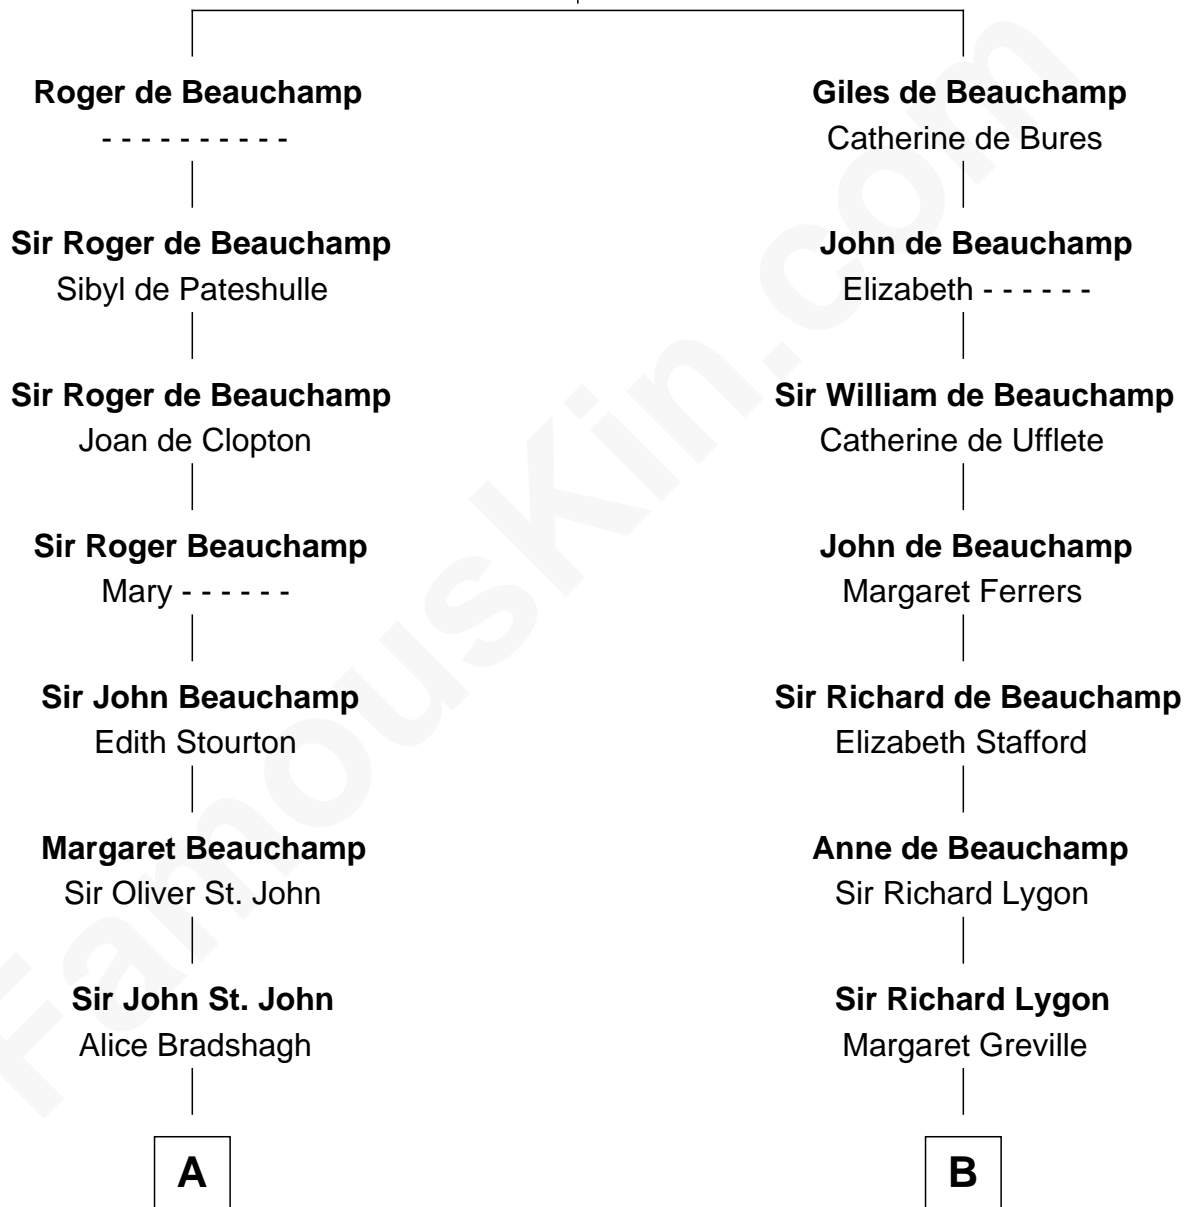 Roger de Beauchamp
- - - - - - - - - -
Sir Roger de Beauchamp
Sibyl de Pateshulle
Sir Roger de Beauchamp
Joan de Clopton
Sir Roger Beauchamp
Mary - - - - - -
Sir John Beauchamp
Edith Stourton
Margaret Beauchamp
Sir Oliver St. John
Sir John St. John
Alice Bradshagh
A
Giles de Beauchamp
Catherine de Bures
John de Beauchamp
Elizabeth - - - - - -
Sir William de Beauchamp
Catherine de Ufflete
John de Beauchamp
Margaret Ferrers
Sir Richard de Beauchamp
Elizabeth Stafford
Anne de Beauchamp
Sir Richard Lygon
Sir Richard Lygon
Margaret Greville
B
FamousKin.com